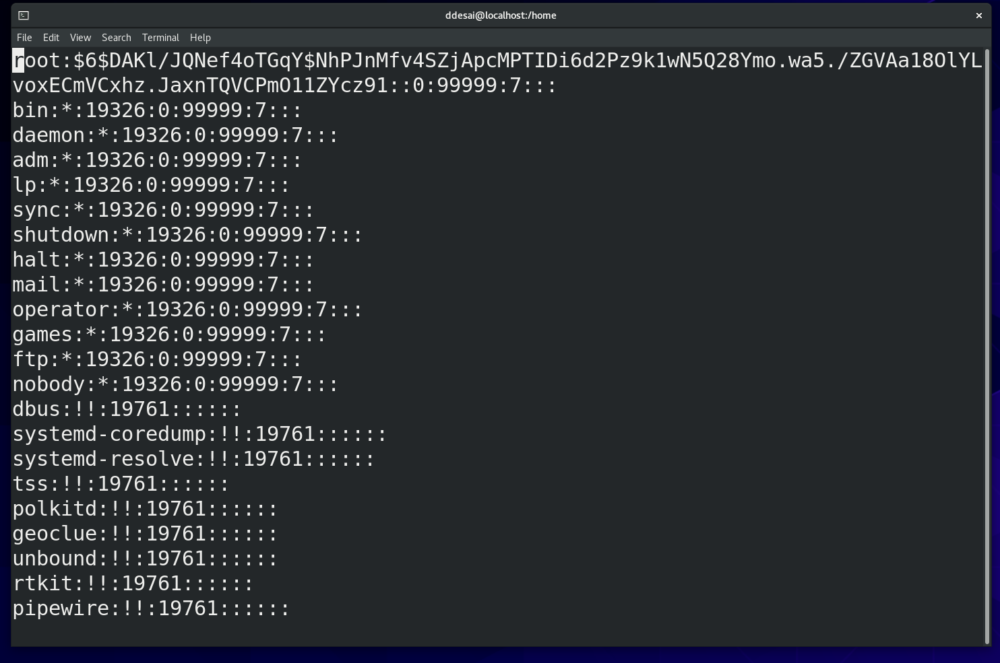 ddesai@localhost:/home
File Edit View Search Terminal Help
root:$6$DAKl/JQNef4oTGqY$NhPJnMfv4SZjApcMPTIDi6d2Pz9k1wN5Q28Ymo.wa5./ZGVAa18OlYL
voxECmVCxhz.JaxnTQVCPmO11ZYcz91::0:99999:7:::
bin:*:19326:0:99999:7:::
daemon:*:19326:0:99999:7:::
adm:*:19326:0:99999:7:::
lp:*:19326:0:99999:7:::
sync:*:19326:0:99999:7:::
shutdown:*:19326:0:99999:7:::
halt:*:19326:0:99999:7:::
mail:*:19326:0:99999:7:::
operator:*:19326:0:99999:7:::
games:*:19326:0:99999:7:::
ftp:*:19326:0:99999:7:::
nobody:*:19326:0:99999:7:::
dbus:!!:19761::::::
systemd-coredump:!!:19761::::::
systemd-resolve:!!:19761::::::
tss:!!:19761::::::
polkitd:!!:19761::::::
geoclue:!!:19761::::::
unbound:!!:19761::::::
rtkit:!!:19761::::::
pipewire:!!:19761::::::